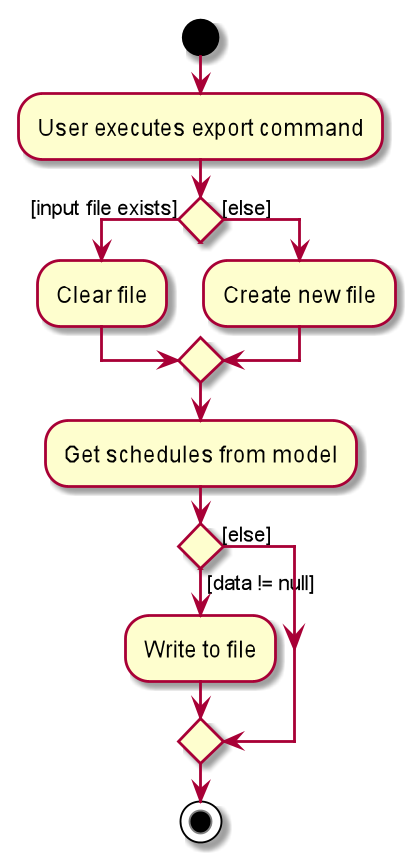 User executes export command
[input file exists]
[else]
Clear file
Create new file
Get schedules from model
[else]
[data != null]
Write to file